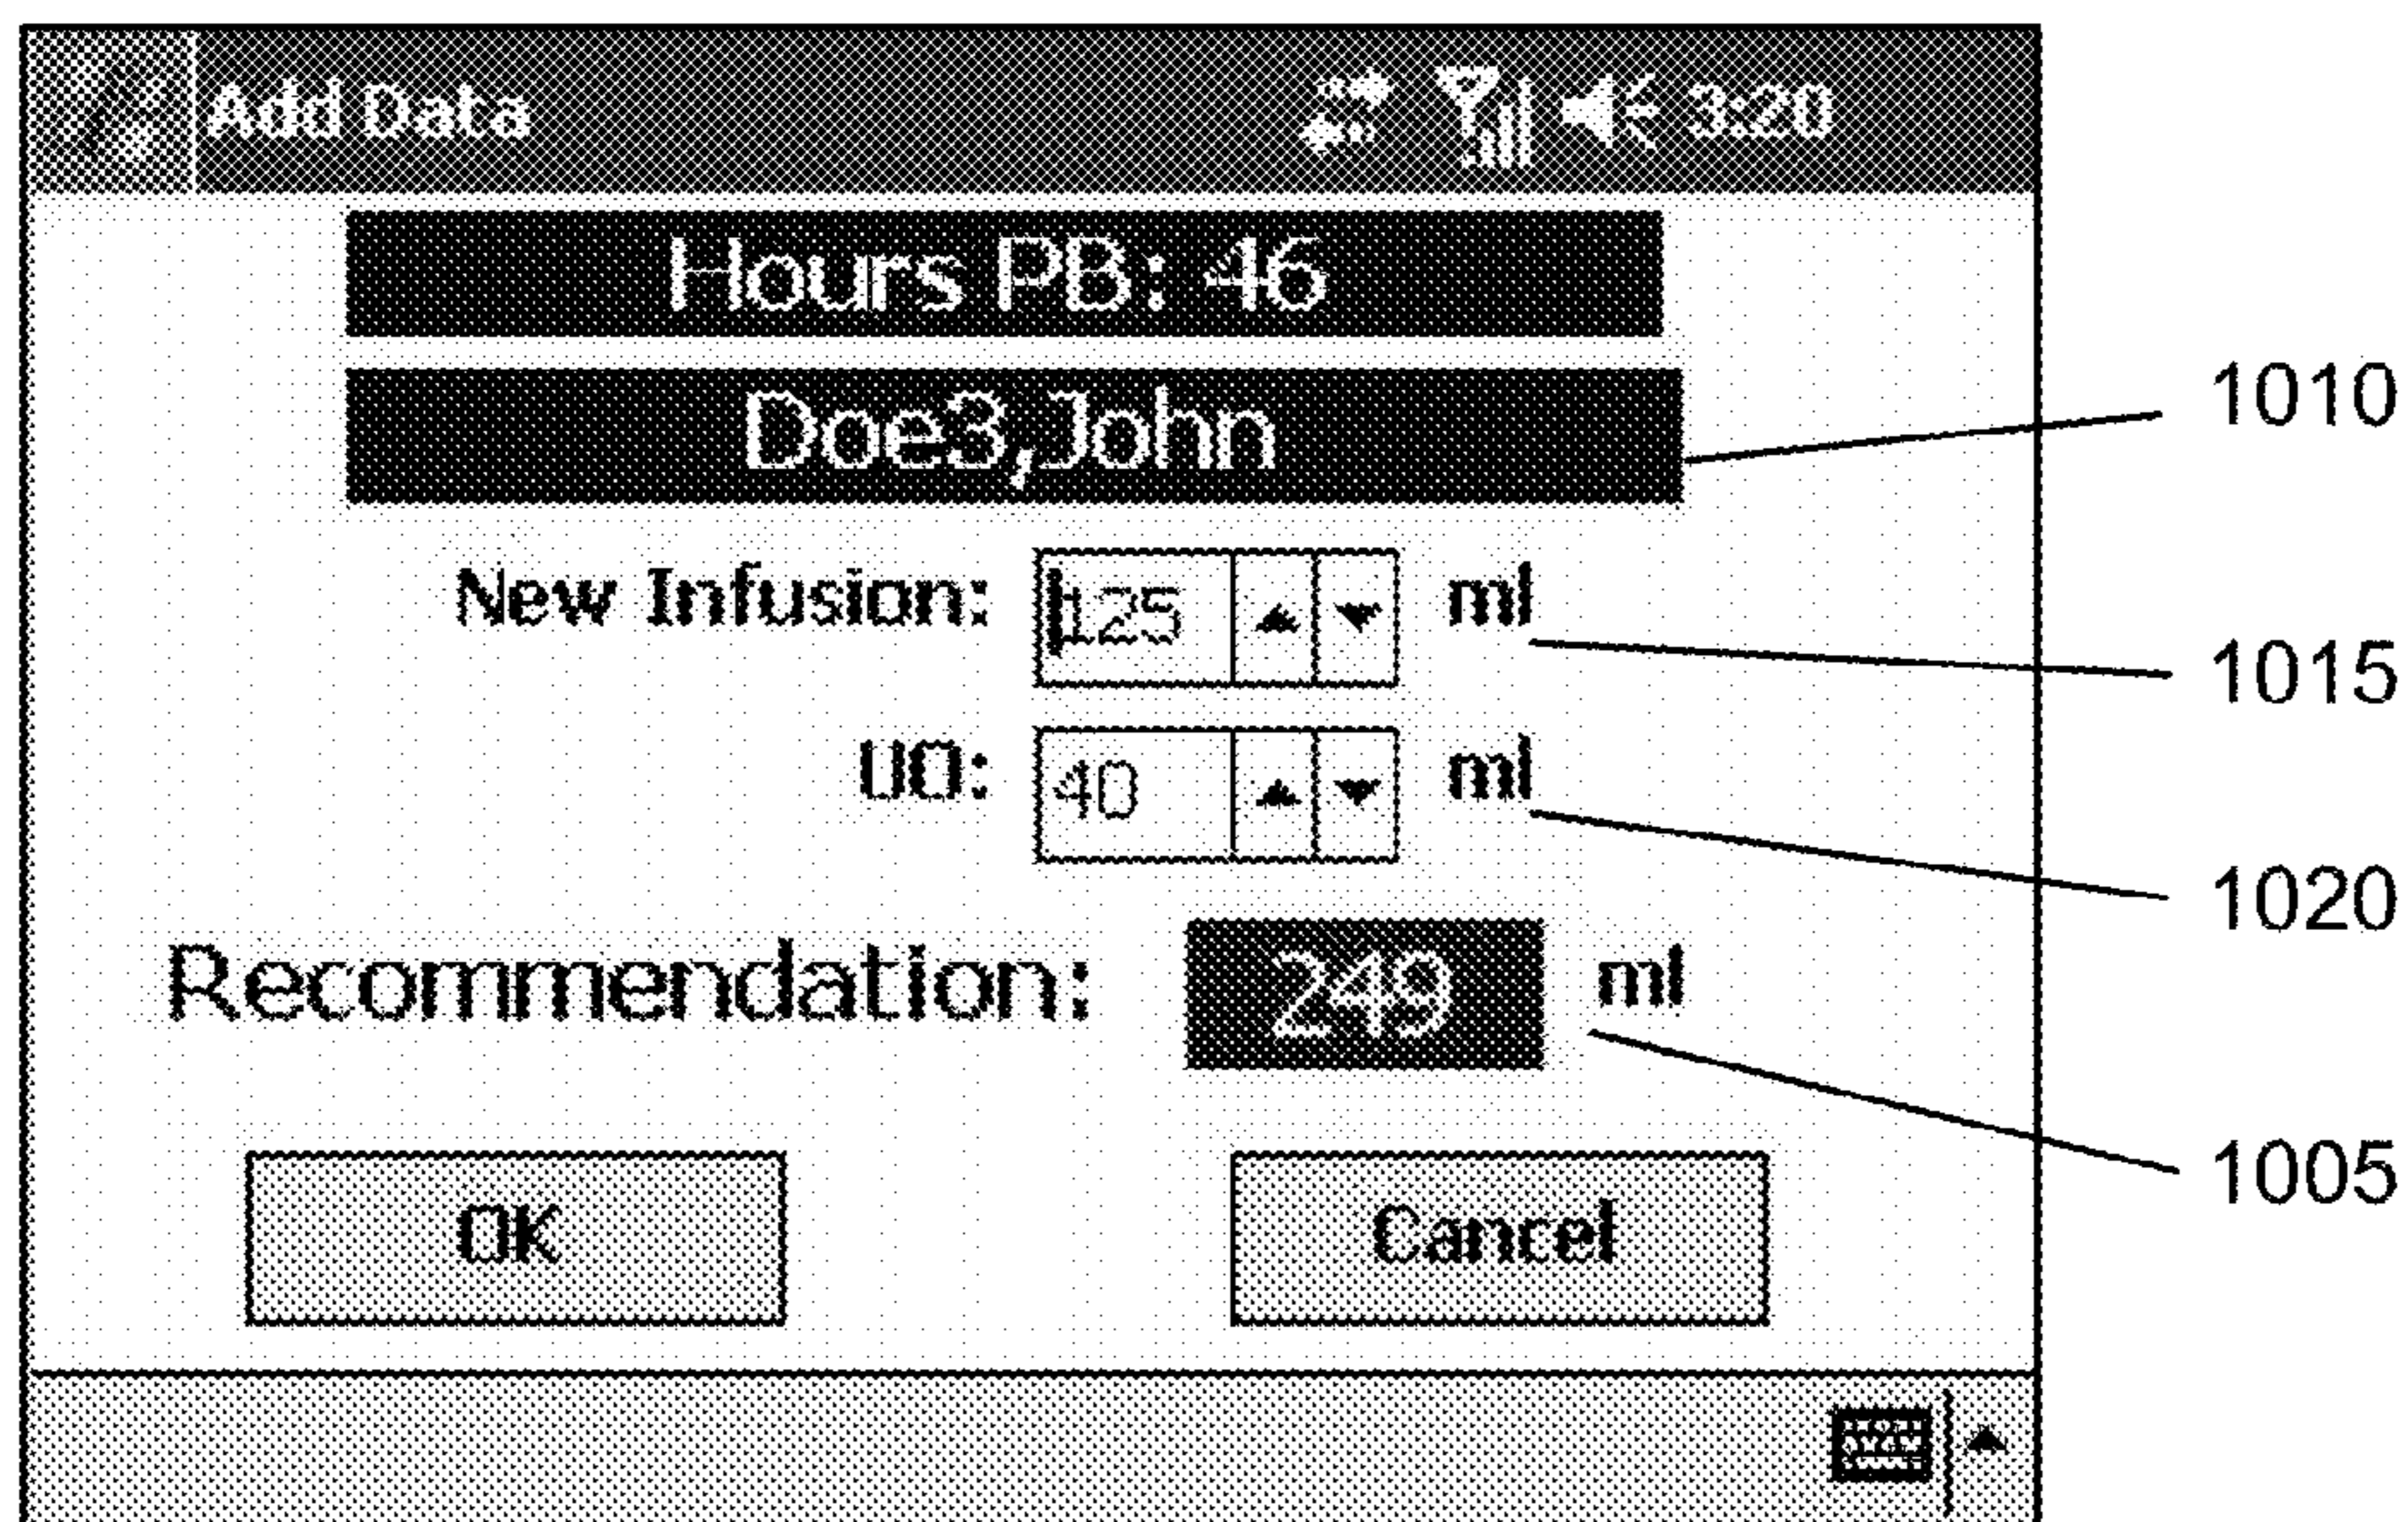 Add Data 3:20
Hours PB: 46
Doe3,John
1010
New Infusion: 125 ml
1015
UO: 40 ml
1020
Recommendation: 249 ml
1005
OK Cancel